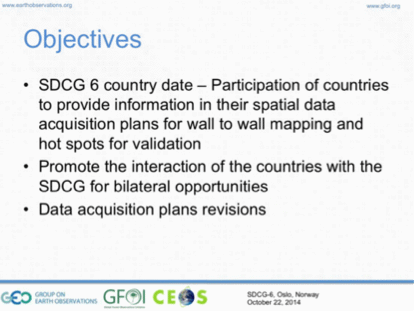 www.earthobservations.org
www.gfoi.org
Objectives
• SDCG 6 country date – Participation of countries
to provide information in their spatial data
acquisition plans for wall to wall mapping and
hot spots for validation
• Promote the interaction of the countries with the
SDCG for bilateral opportunities
• Data acquisition plans revisions
GEO GROUP ON
EARTH OBSERVATIONS
GFOI
CEOS
SDCG-6, Oslo, Norway
October 22, 2014